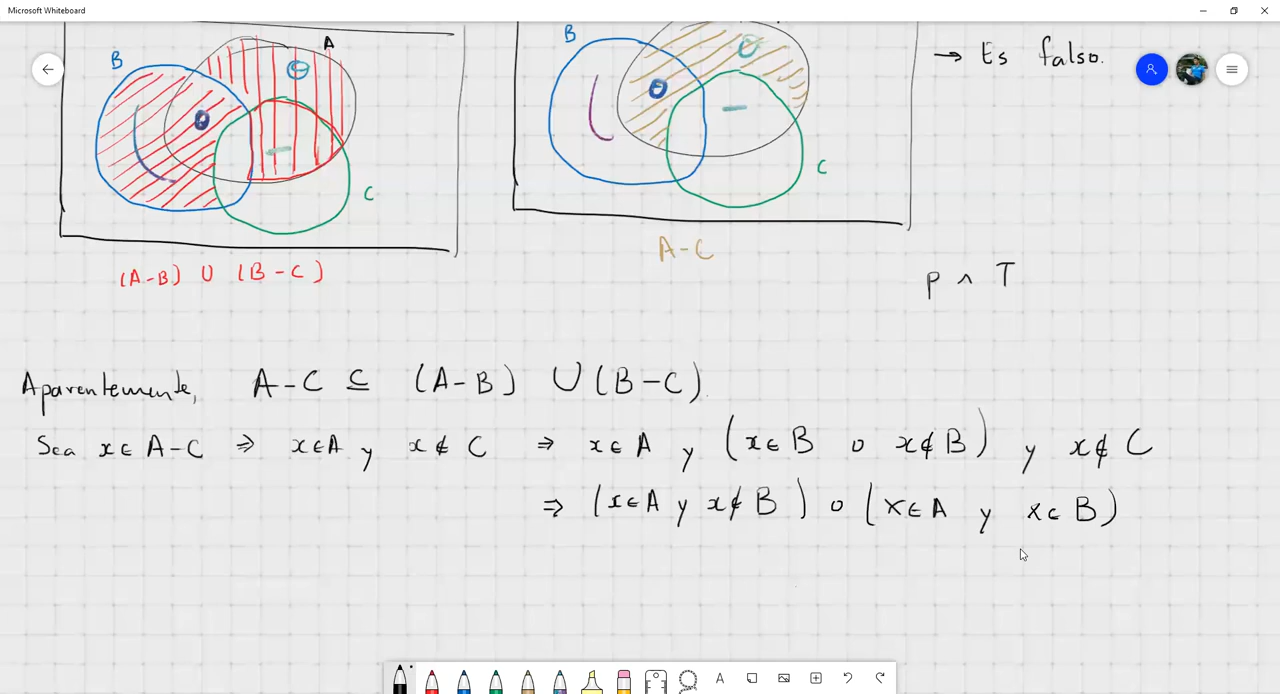 Microsoft Whiteboard
A
B
C
(A-B) ∪ (B-C)
B
C
A-C
→ Es falso.
p ∧ T
Aparentemente, A-C ⊆ (A-B) ∪ (B-C).
Sea x∈A-C ⇒ x∈A y x∉C ⇒ x∈A y (x∈B o x∉B) y x∉C
⇒ (x∈A y x∉B) o (x∈A y x∈B)
A